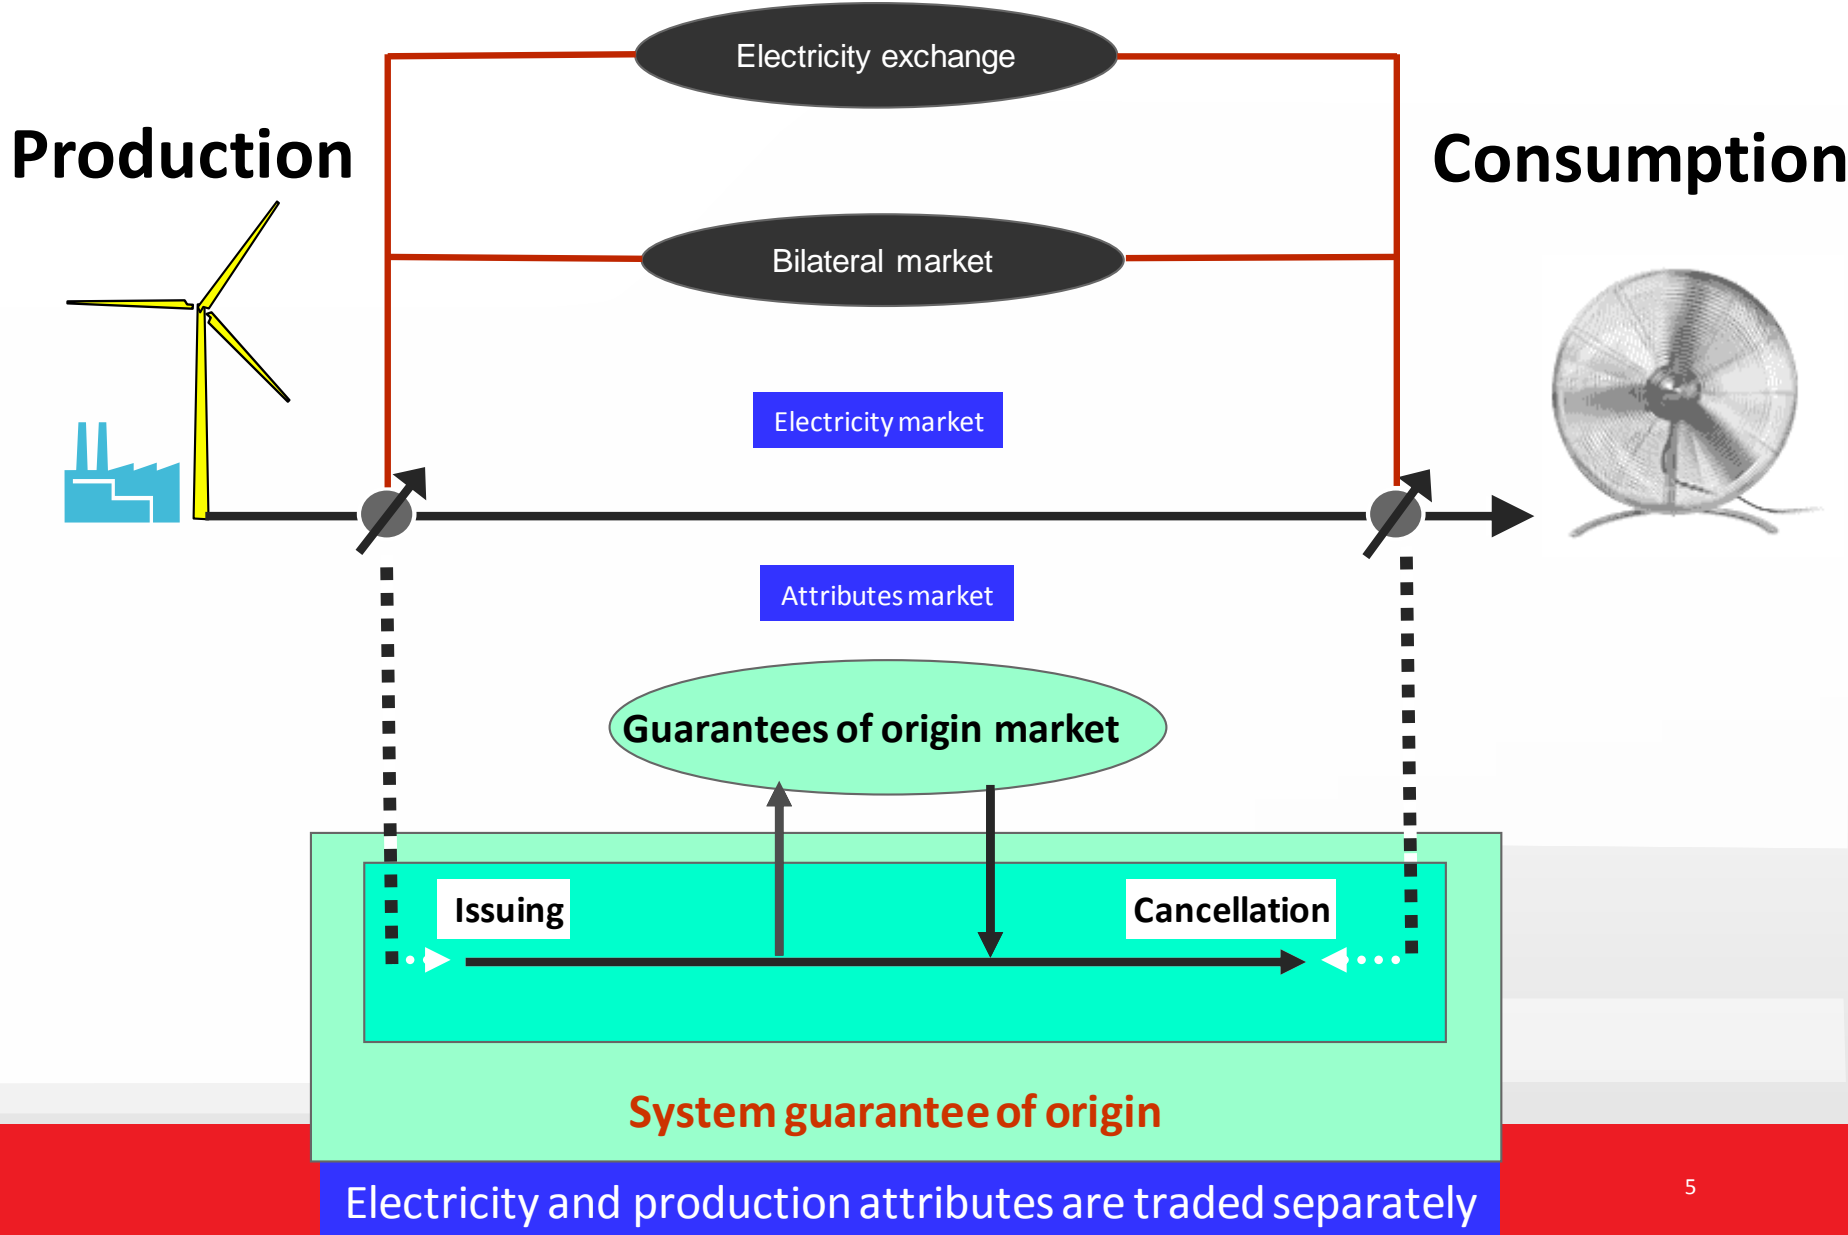 Electricity exchange
Production
Consumption
Bilateral market
Electricity market
Attributes market
Guarantees of origin market
Issuing
Cancellation
System guarantee of origin
Electricity and production attributes are traded separately
5